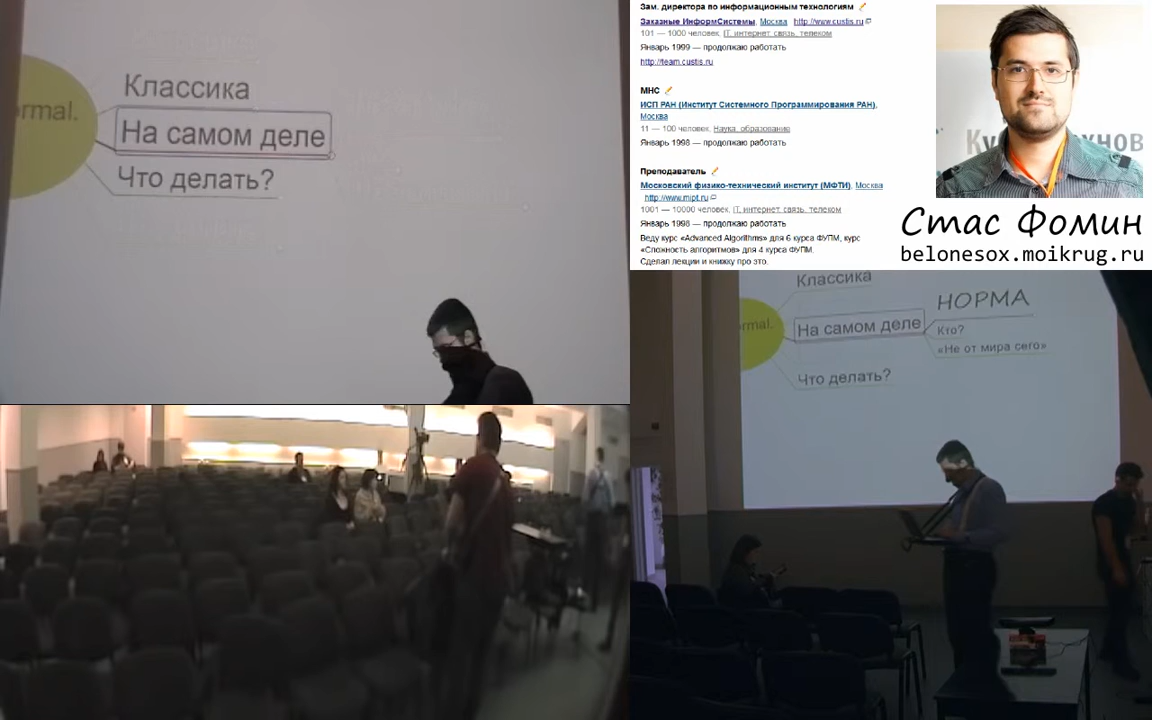 ormal.
Классика
На самом деле
Что делать?
Зам. директора по информационным технологиям
Заказные ИнформСистемы, Москва http://www.custis.ru
101 — 1000 человек, IT, интернет, связь, телеком
Январь 1999 — продолжаю работать
http://team.custis.ru
МНС
ИСП РАН (Институт Системного Программирования РАН),
Москва
11 — 100 человек, Наука, образование
Январь 1998 — продолжаю работать
Преподаватель
Московский физико-технический институт (МФТИ), Москва
http://www.mipt.ru
1001 — 10000 человек, IT, интернет, связь, телеком
Январь 1998 — продолжаю работать
Веду курс «Advanced Algorithms» для 6 курса ФУПМ, курс
«Сложность алгоритмов» для 4 курса ФУПМ.
Сделал лекции и книжку про это.
Стас Фомин
belonesox.moikrug.ru
Классика
НОРМА
rmal.
На самом деле
Кто?
«Не от мира сего»
Что делать?